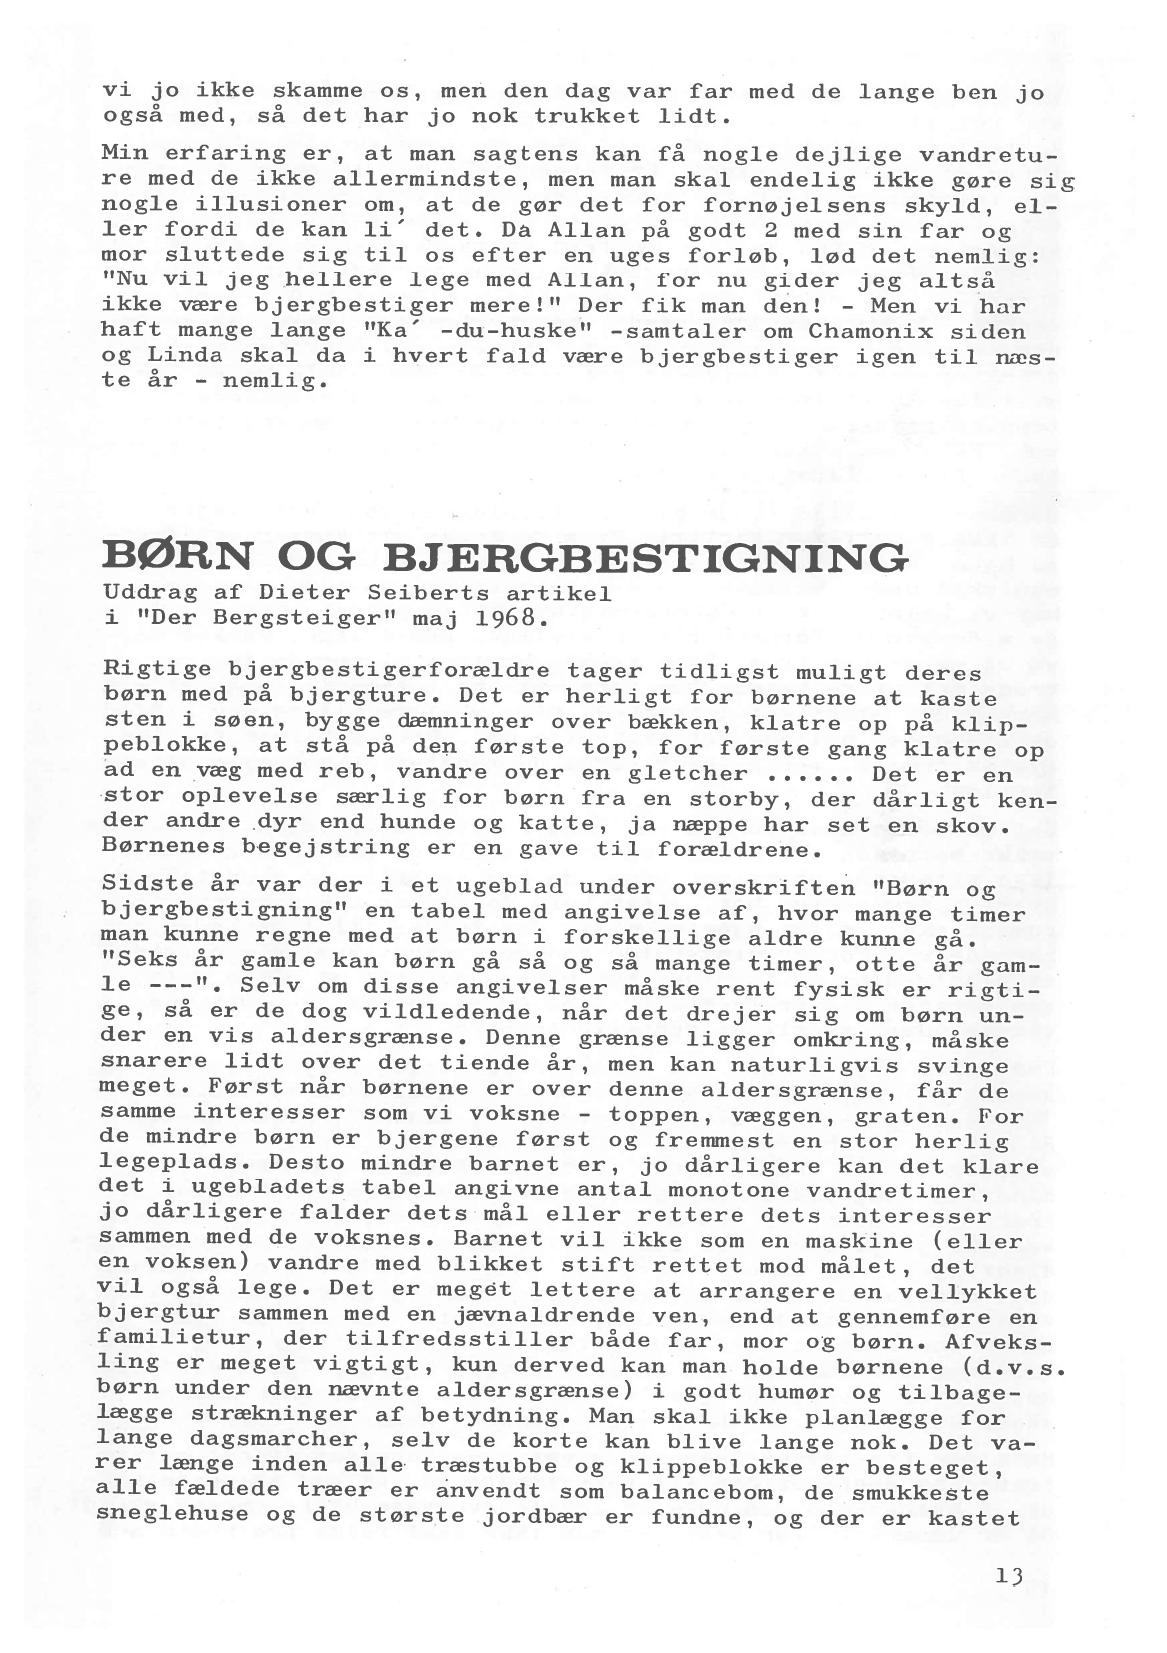 vi jo ikke skamme os, men den dag var far med de lange ben jo
også med, så det har jo nok trukket lidt.
Min erfaring er, at man sagtens kan få nogle dejlige vandretu-
re med de ikke allermindste, men man skal endelig ikke gøre sig
nogle illusioner om, at de gør det for fornøjelsens skyld, el-
ler fordi de kan li´ det. Da Allan på godt 2 med sin far og
mor sluttede sig til os efter en uges forløb, lød det nemlig:
"Nu vil jeg hellere lege med Allan, for nu gider jeg altså
ikke være bjergbestiger mere!" Der fik man den! - Men vi har
haft mange lange "Ka´ -du-huske" -samtaler om Chamonix siden
og Linda skal da i hvert fald være bjergbestiger igen til næs-
te år - nemlig.
BØRN OG BJERGBESTIGNING
Uddrag af Dieter Seiberts artikel
i "Der Bergsteiger" maj 1968.
Rigtige bjergbestigerforældre tager tidligst muligt deres
børn med på bjergture. Det er herligt for børnene at kaste
sten i søen, bygge dæmninger over bækken, klatre op på klip-
peblokke, at stå på den første top, for første gang klatre op
ad en væg med reb, vandre over en gletcher ...... Det er en
stor oplevelse særlig for børn fra en storby, der dårligt ken-
der andre dyr end hunde og katte, ja næppe har set en skov.
Børnenes begejstring er en gave til forældrene.
Sidste år var der i et ugeblad under overskriften "Børn og
bjergbestigning" en tabel med angivelse af, hvor mange timer
man kunne regne med at børn i forskellige aldre kunne gå.
"Seks år gamle kan børn gå så og så mange timer, otte år gam-
le ---". Selv om disse angivelser måske rent fysisk er rigti-
ge, så er de dog vildledende, når det drejer sig om børn un-
der en vis aldersgrænse. Denne grænse ligger omkring, måske
snarere lidt over det tiende år, men kan naturligvis svinge
meget. Først når børnene er over denne aldersgrænse, får de
samme interesser som vi voksne - toppen, væggen, graten. For
de mindre børn er bjergene først og fremmest en stor herlig
legeplads. Desto mindre barnet er, jo dårligere kan det klare
det i ugebladets tabel angivne antal monotone vandretimer,
jo dårligere falder dets mål eller rettere dets interesser
sammen med de voksnes. Barnet vil ikke som en maskine (eller
en voksen) vandre med blikket stift rettet mod målet, det
vil også lege. Det er meget lettere at arrangere en vellykket
bjergtur sammen med en jævnaldrende ven, end at gennemføre en
familietur, der tilfredsstiller både far, mor og børn. Afveks-
ling er meget vigtigt, kun derved kan man holde børnene (d.v.s.
børn under den nævnte aldersgrænse) i godt humør og tilbage-
lægge strækninger af betydning. Man skal ikke planlægge for
lange dagsmarcher, selv de korte kan blive lange nok. Det va-
rer længe inden alle træstubbe og klippeblokke er besteget,
alle fældede træer er anvendt som balancebom, de smukkeste
sneglehuse og de største jordbær er fundne, og der er kastet
13